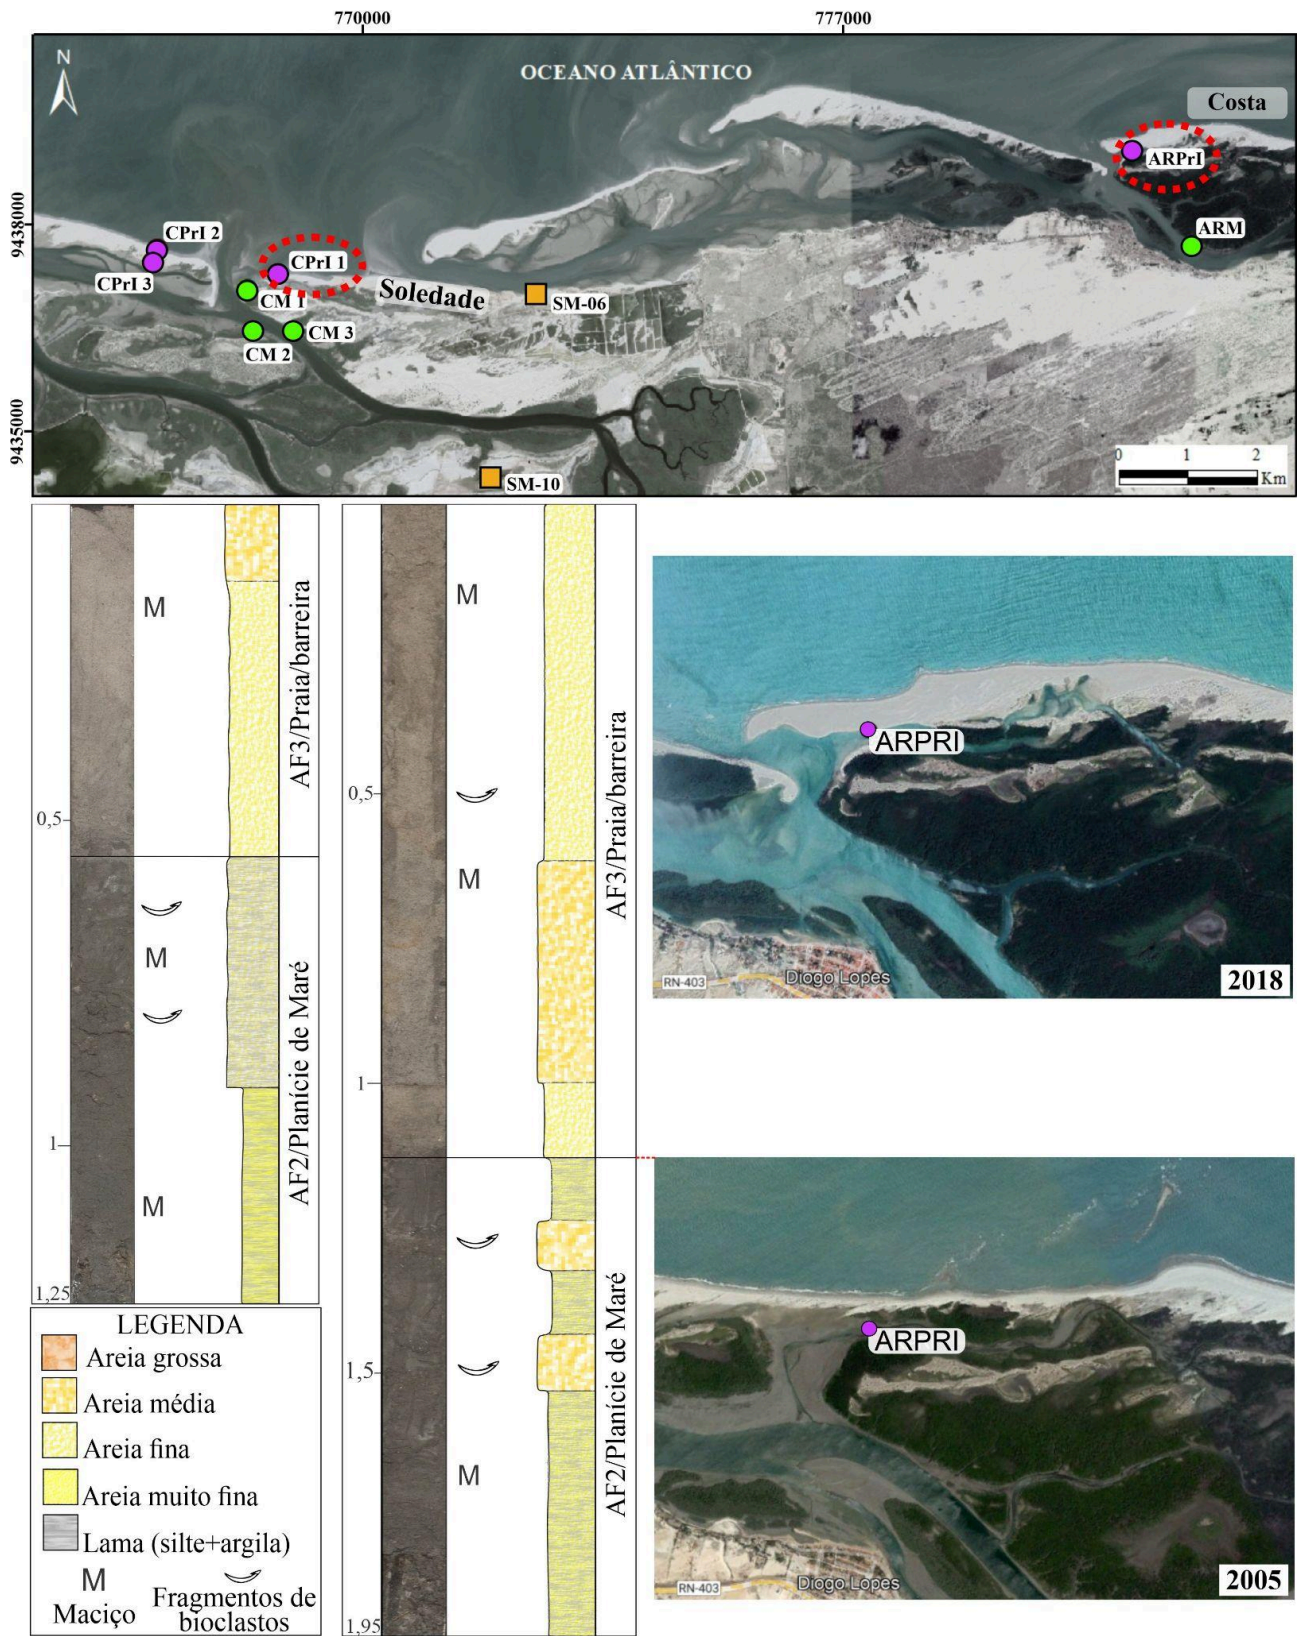 770000
777000
N
OCEANO ATLÂNTICO
Costa
ARPrI
9438000
CPrI 2
ARM
CPrI 1
CPrI 3
Soledade
CM 1
SM-06
CM 3
CM 2
9435000
0 1 2
Km
SM-10
M
AF3/Praia/barreira
0,5
M
AF2/Planície de Maré
1
M
1,25
M
AF3/Praia/barreira
0,5
M
1
AF2/Planície de Maré
1,5
M
1,95
ARPRI
Diogo Lopes
RN-403
2018
ARPRI
Diogo Lopes
RN-403
2005
LEGENDA
Areia grossa
Areia média
Areia fina
Areia muito fina
Lama (silte+argila)
M
Maciço
Fragmentos de
bioclastos